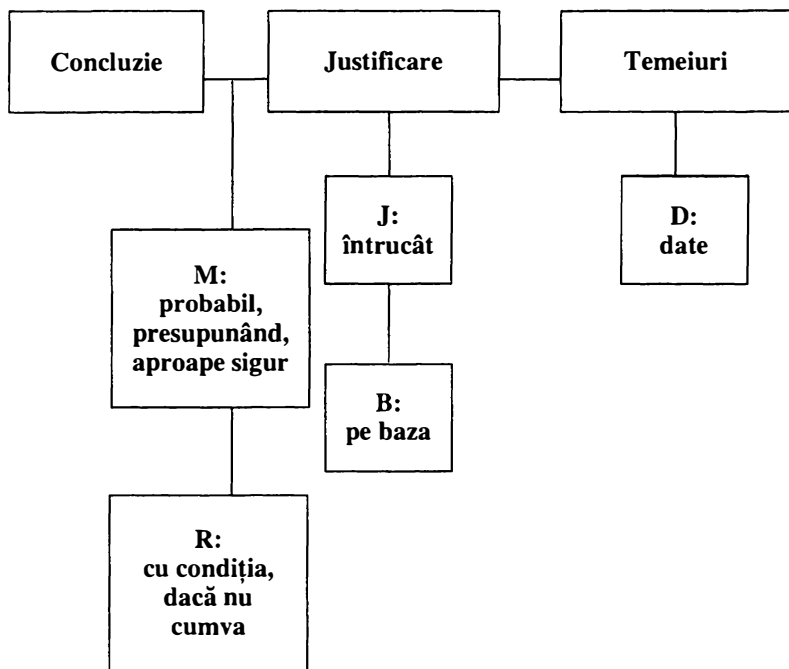 Concluzie
Justificare
Temeiuri
J:
întrucât
D:
date
M:
probabil,
presupunând,
aproape sigur
B:
pe baza
R:
cu condiția,
dacă nu
cumva